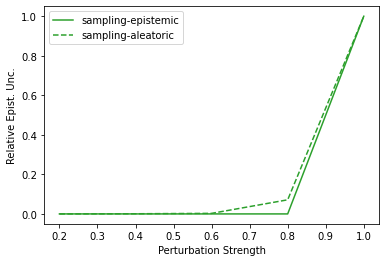 sampling-epistemic
sampling-aleatoric
Relative Epist. Unc.
1.0
0.8
0.6
0.4
0.2
0.0
0.2 0.3 0.4 0.5 0.6 0.7 0.8 0.9 1.0
Perturbation Strength